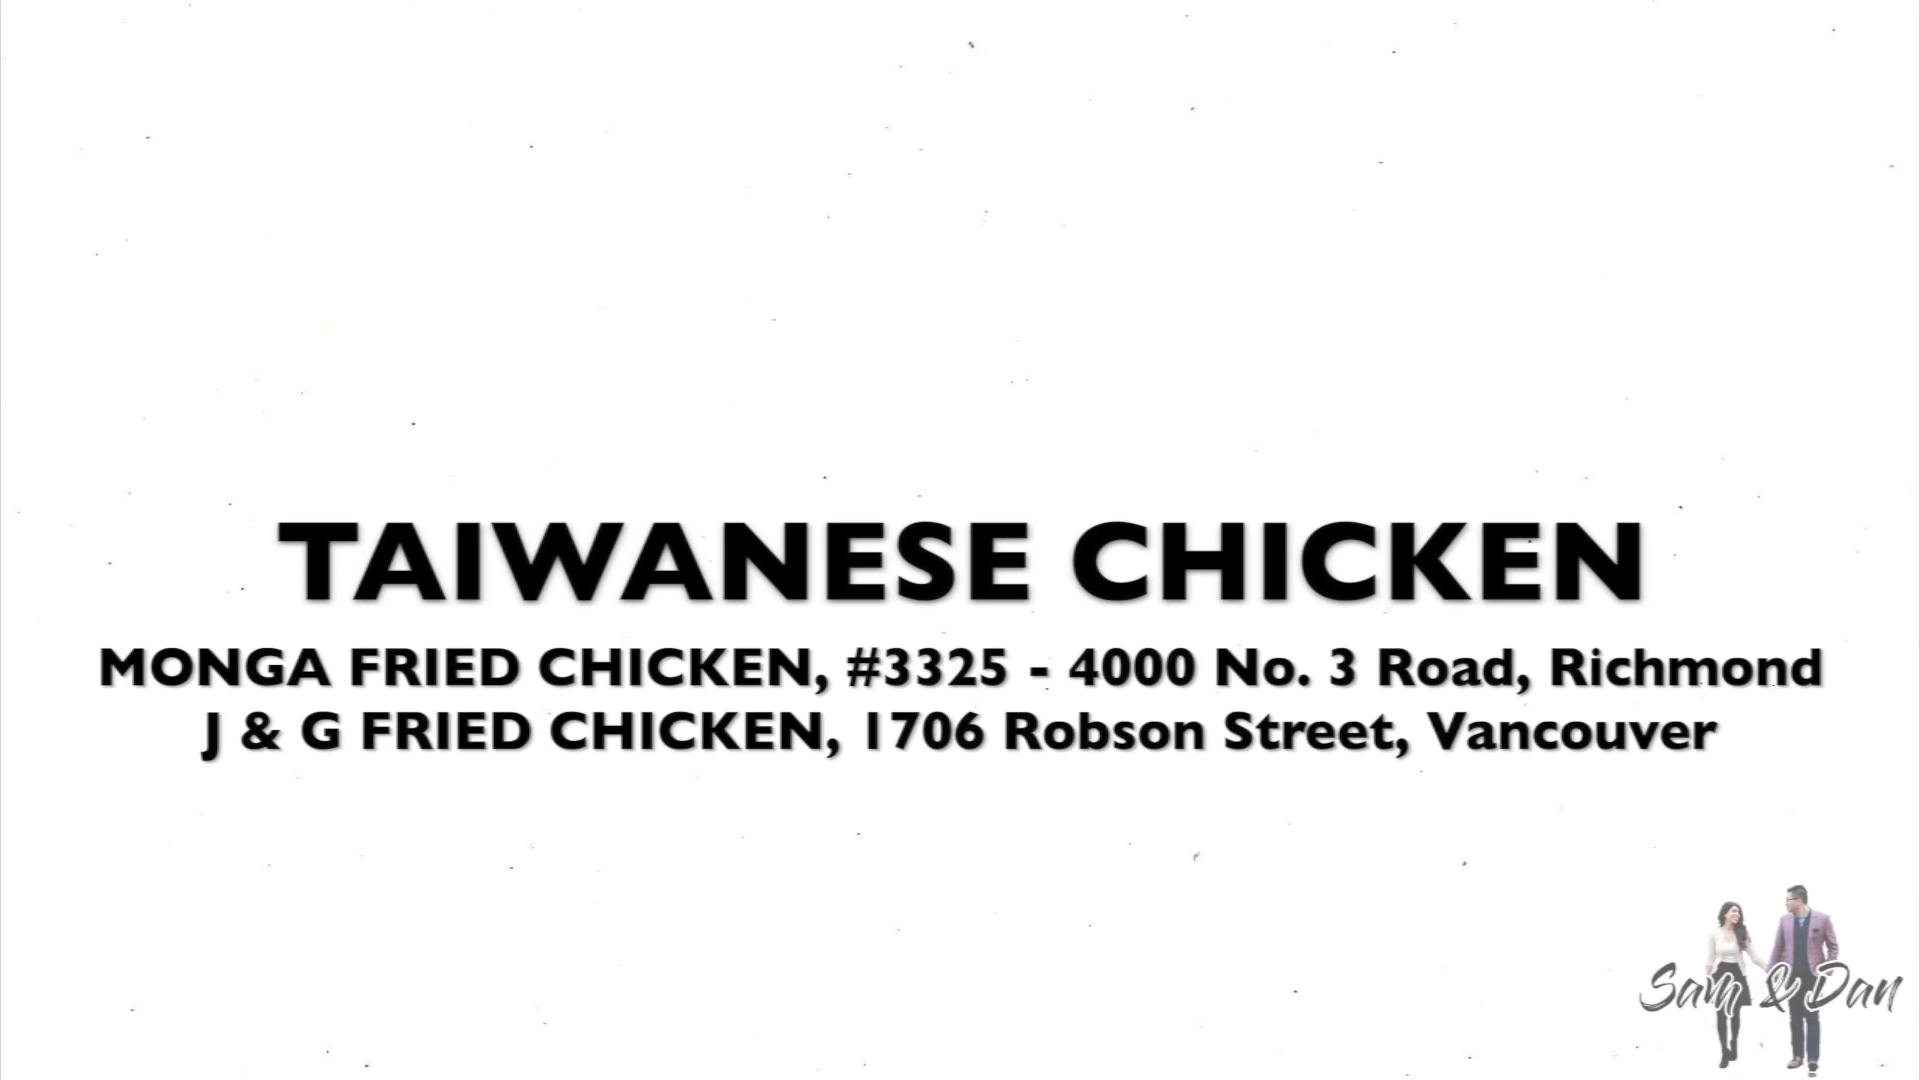 TAIWANESE CHICKEN
MONGA FRIED CHICKEN, #3325 - 4000 No. 3 Road, Richmond
J & G FRIED CHICKEN, 1706 Robson Street, Vancouver
Sam & Dan